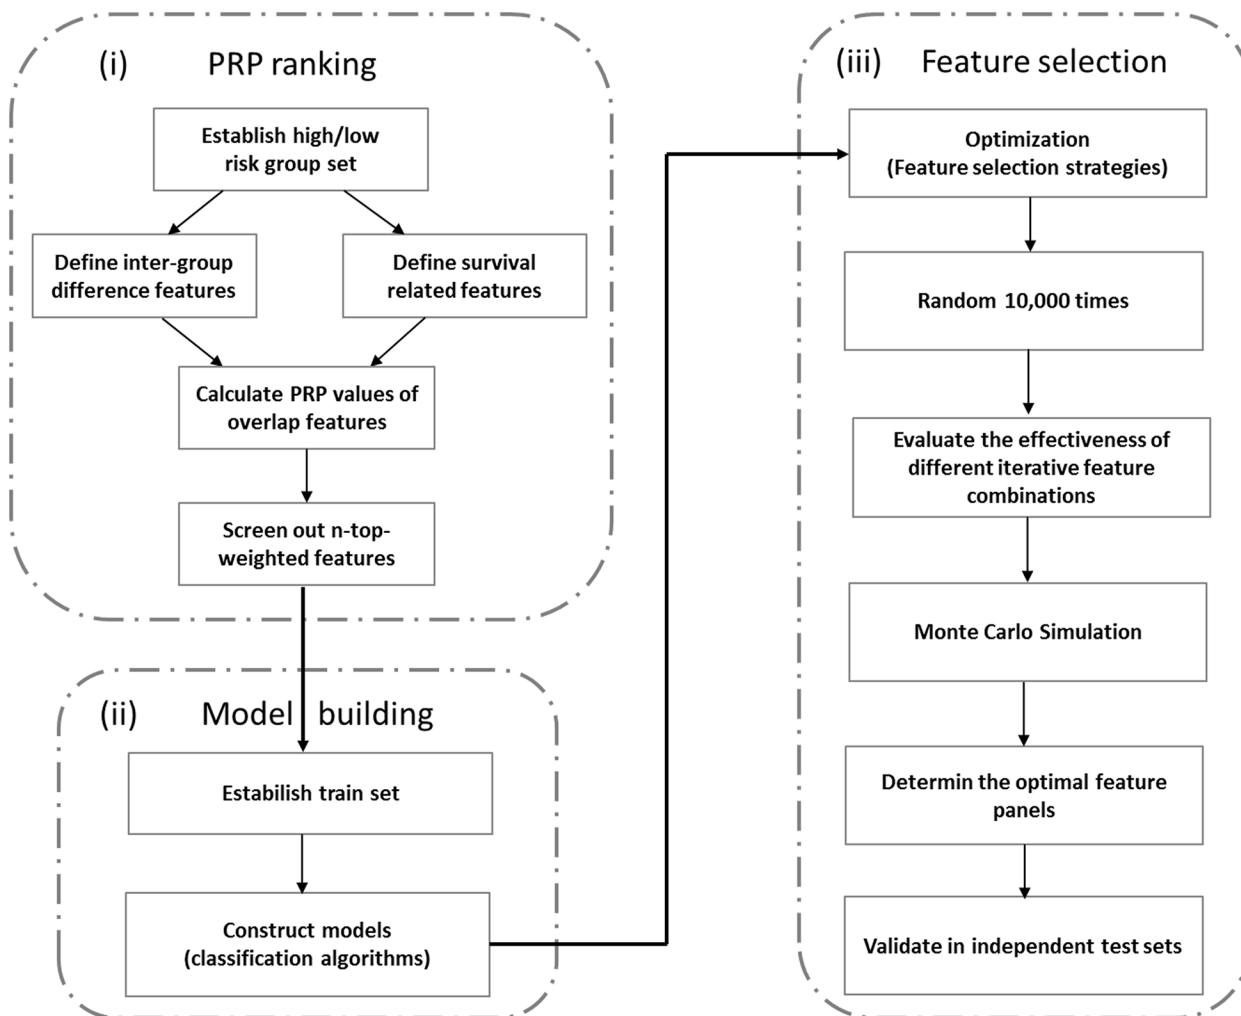 (i) PRP ranking
Establish high/low
risk group set
Define inter-group
difference features
Define survival
related features
Calculate PRP values of
overlap features
Screen out n-top-
weighted features
(ii) Model building
Estabilish train set
Construct models
(classification algorithms)
(iii) Feature selection
Optimization
(Feature selection strategies)
Random 10,000 times
Evaluate the effectiveness of
different iterative feature
combinations
Monte Carlo Simulation
Determin the optimal feature
panels
Validate in independent test sets